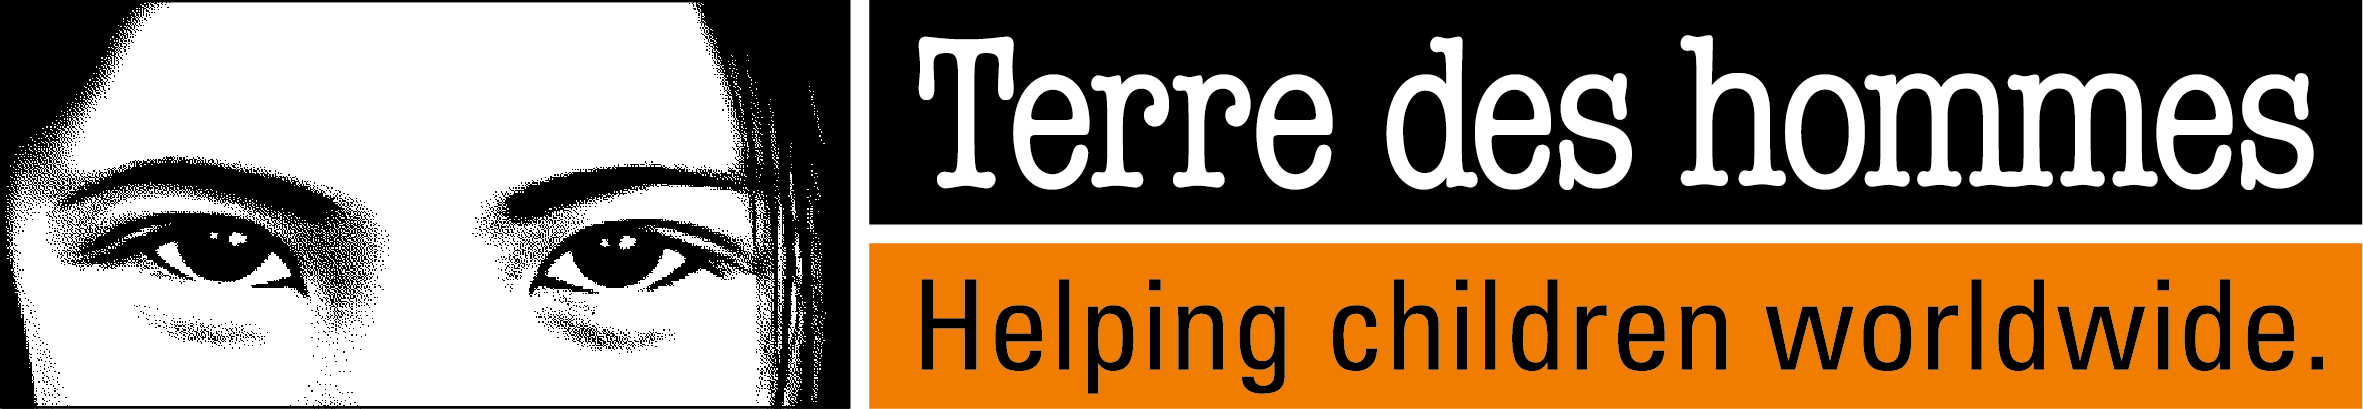 Terre des hommes
Helping children worldwide.